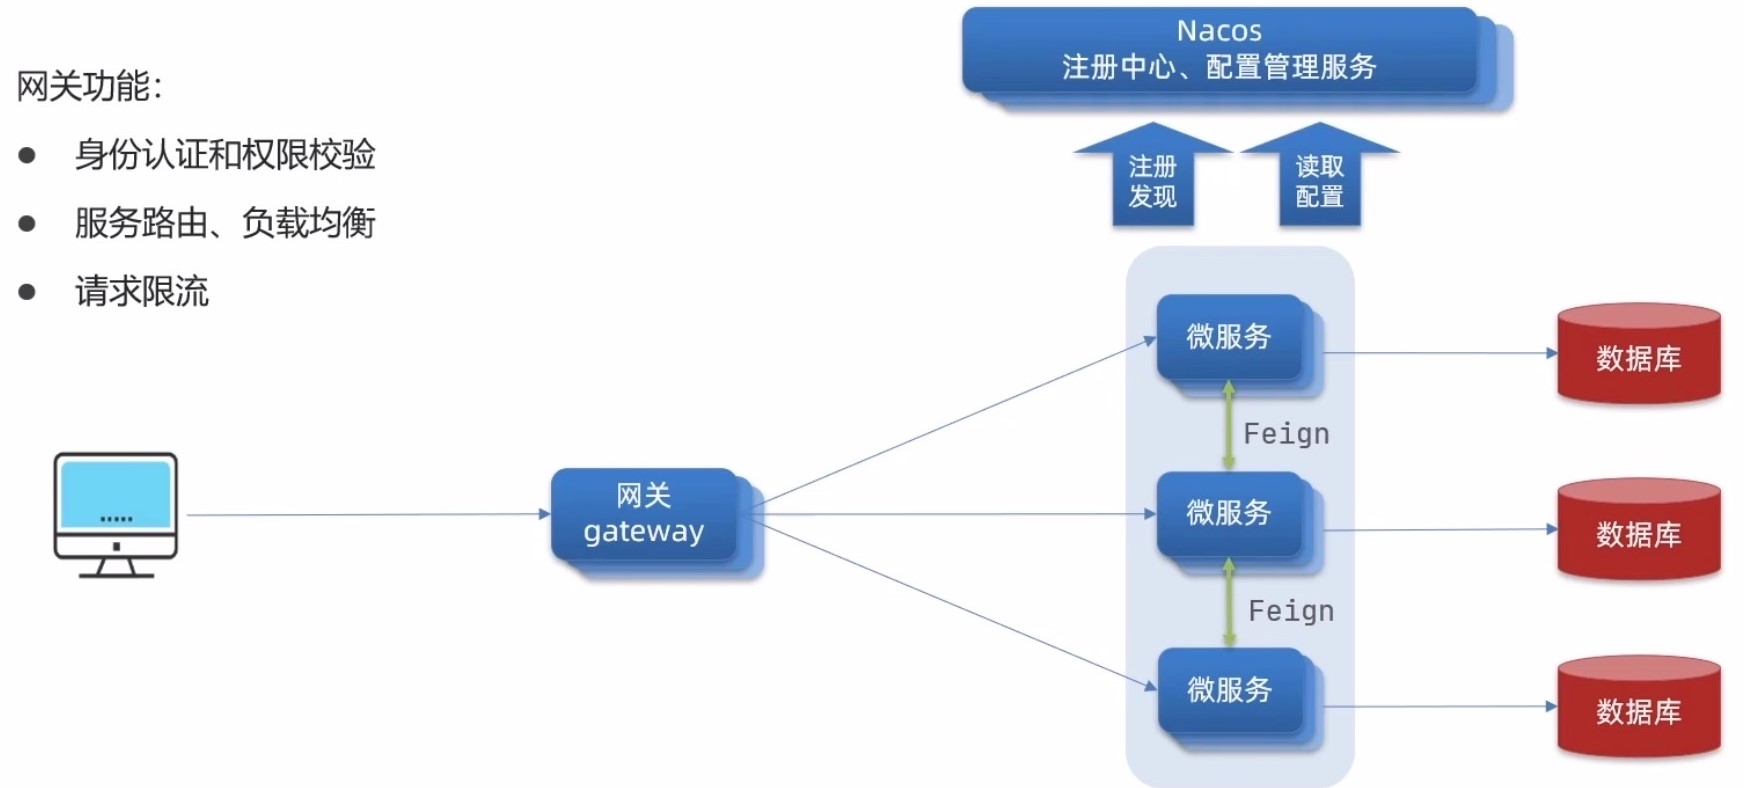 网关功能：
● 身份认证和权限校验
● 服务路由、负载均衡
● 请求限流
Nacos
注册中心、配置管理服务
注册
发现
读取
配置
网关
gateway
微服务
Feign
微服务
Feign
微服务
数据库
数据库
数据库